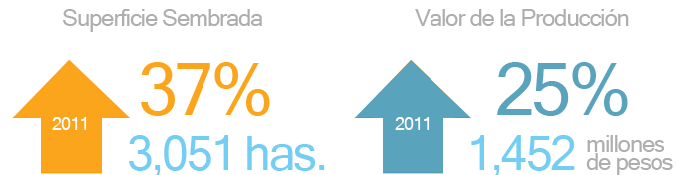 Superficie Sembrada
2011
37%
3,051 has.
Valor de la Producción
2011
25%
1,452 millones
de pesos